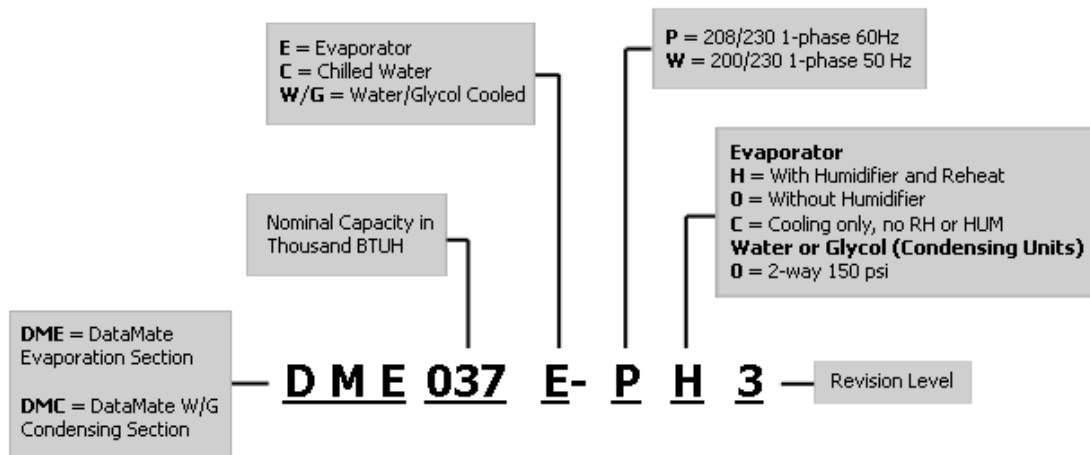 E = Evaporator
C = Chilled Water
W/G = Water/Glycol Cooled
P = 208/230 1-phase 60Hz
W = 200/230 1-phase 50 Hz
Evaporator
H = With Humidifier and Reheat
0 = Without Humidifier
C = Cooling only, no RH or HUM
Water or Glycol (Condensing Units)
0 = 2-way 150 psi
Nominal Capacity in
Thousand BTUH
DME = DataMate
Evaporation Section
DMC = DataMate W/G
Condensing Section
D M E 037 E- P H 3
Revision Level